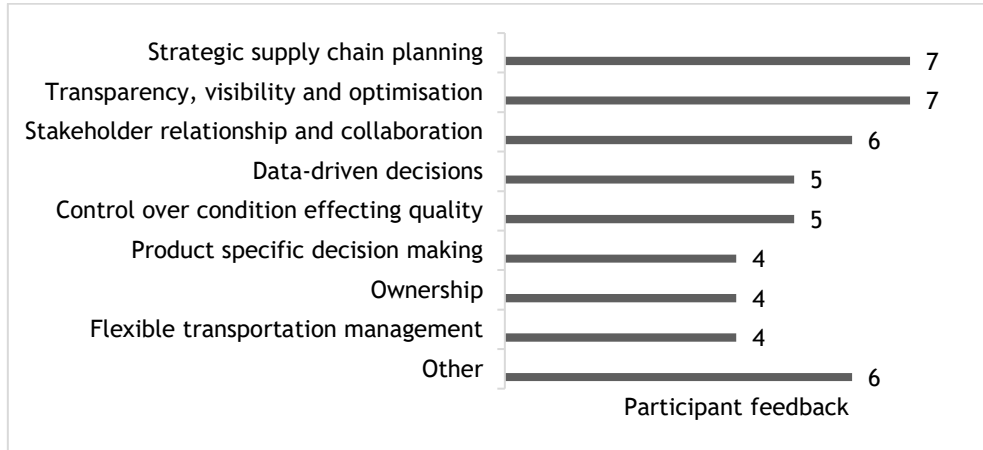 Strategic supply chain planning 7
Transparency, visibility and optimisation 7
Stakeholder relationship and collaboration 6
Data-driven decisions 5
Control over condition effecting quality 5
Product specific decision making 4
Ownership 4
Flexible transportation management 4
Other 6
Participant feedback